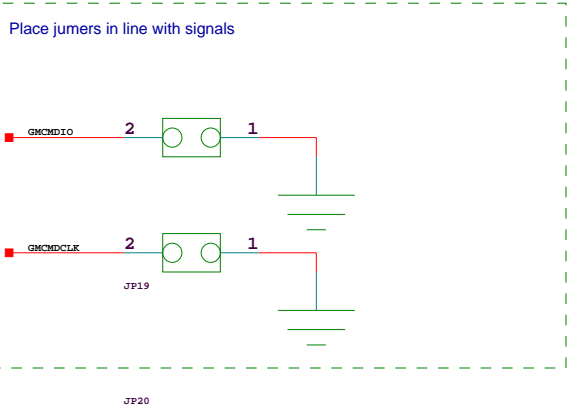 Place jumers in line with signals
GMCMDIO 2 1
GMCMDCLK 2 1
JP19
JP20